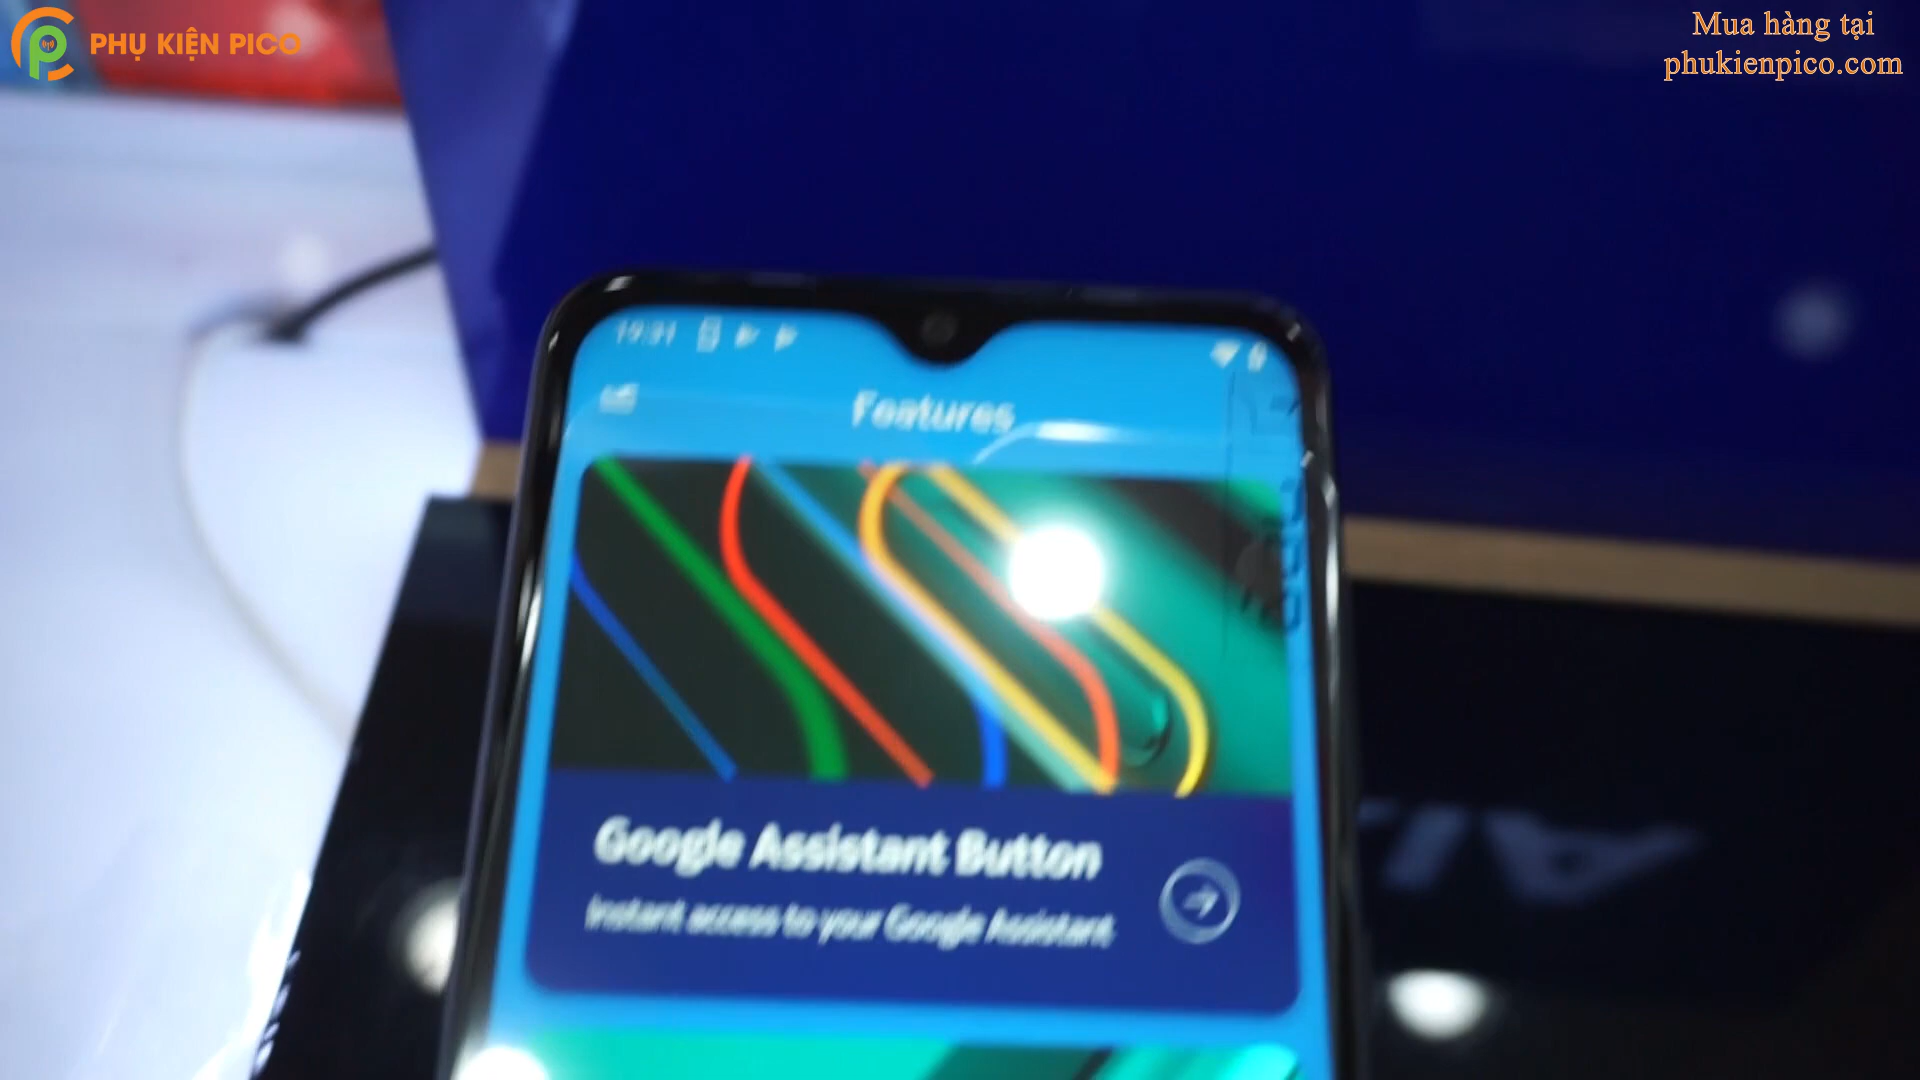 PHỤ KIỆN PICO
Mua hàng tại
phukienpico.com
19:31
Features
Google Assistant Button
Instant access to your Google Assistant